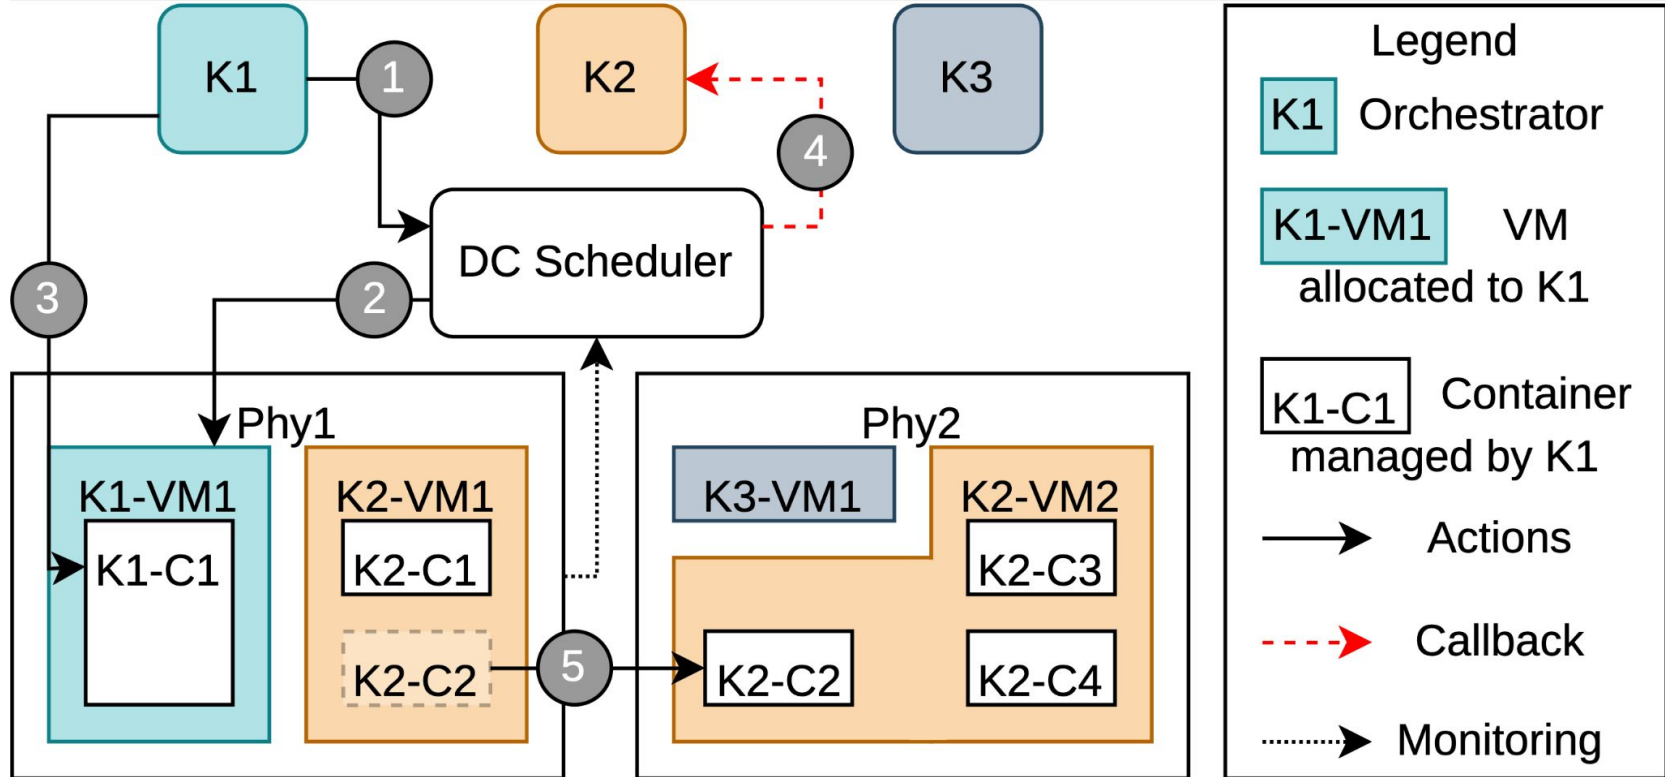 K1
1
K2
4
K3
DC Scheduler
3
2
Phy1
K1-VM1
K1-C1
K2-VM1
K2-C1
K2-C2
5
Phy2
K3-VM1
K2-VM2
K2-C3
K2-C2
K2-C4
Legend
K1 Orchestrator
K1-VM1 VM
allocated to K1
K1-C1 Container
managed by K1
Actions
Callback
Monitoring